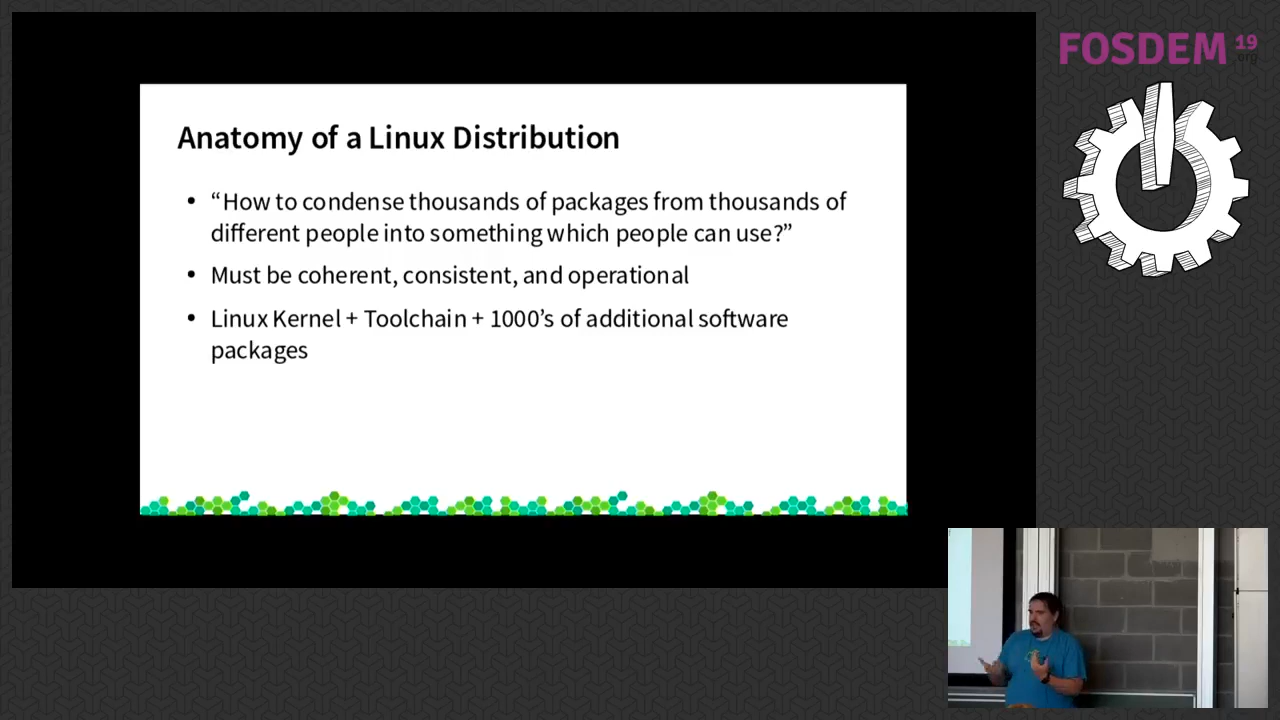 FOSDEM 19
.org
Anatomy of a Linux Distribution
• “How to condense thousands of packages from thousands of
different people into something which people can use?”
• Must be coherent, consistent, and operational
• Linux Kernel + Toolchain + 1000’s of additional software
packages